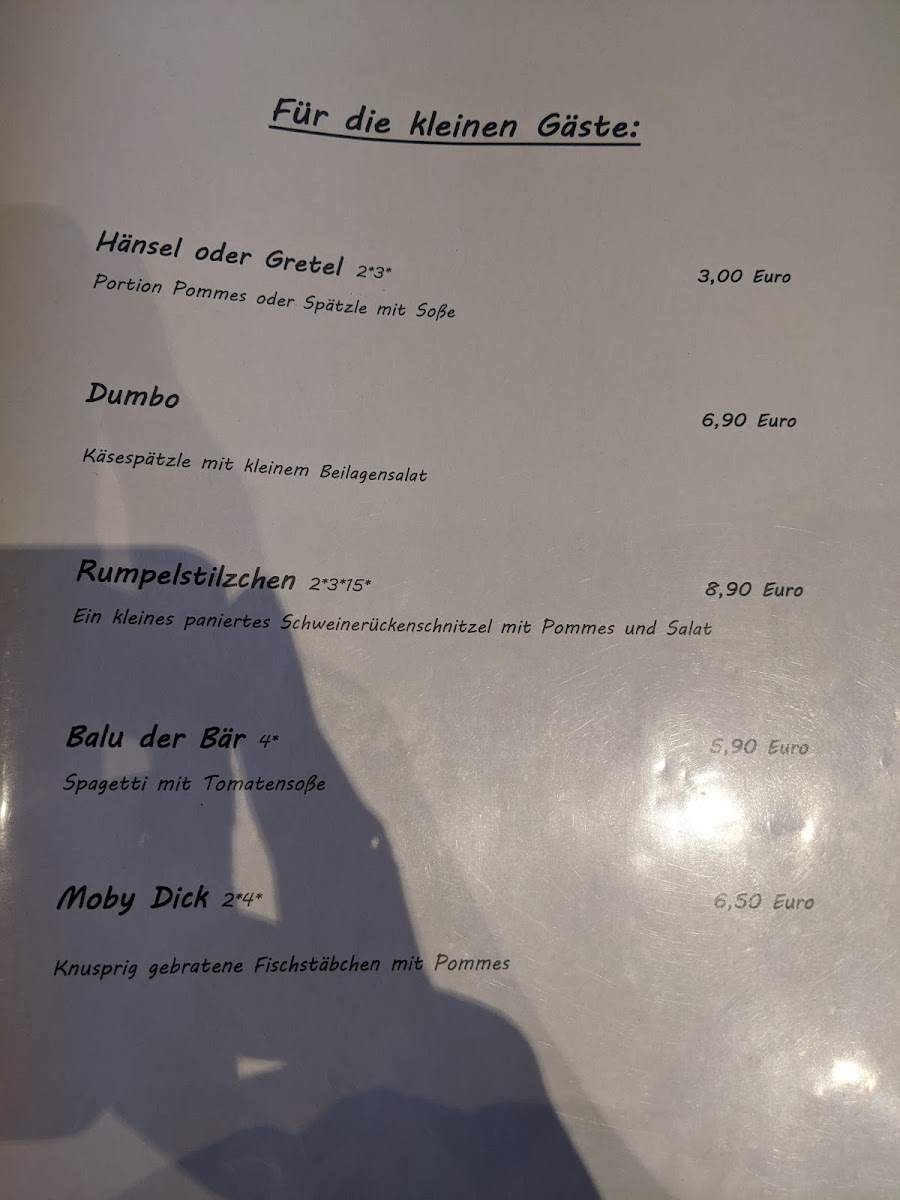 Für die kleinen Gäste:
Hänsel oder Gretel 2*3* 3,00 Euro
Portion Pommes oder Spätzle mit Soße
Dumbo 6,90 Euro
Käsespätzle mit kleinem Beilagensalat
Rumpelstilzchen 2*3*15* 8,90 Euro
Ein kleines paniertes Schweinerückenschnitzel mit Pommes und Salat
Balu der Bär 4* 5,90 Euro
Spagetti mit Tomatensoße
Moby Dick 2*4* 6,50 Euro
Knusprig gebratene Fischstäbchen mit Pommes